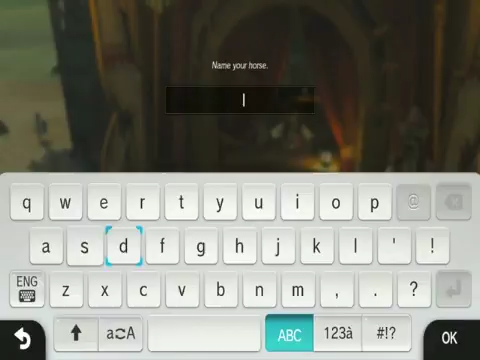 Name your horse.
q w e r t y u i o p @
a s d f g h j k l ' !
ENG z x c v b n m , . ?
a⇄A ABC 123à #!? OK